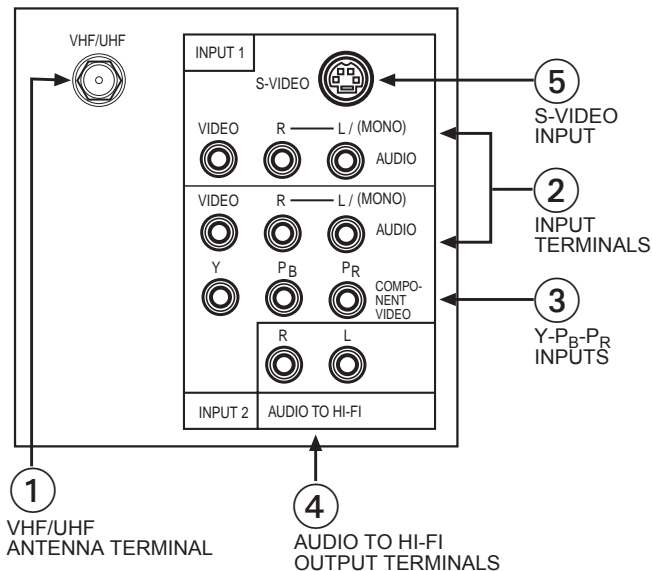 VHF/UHF
INPUT 1
S-VIDEO
VIDEO R L / (MONO)
AUDIO
VIDEO R L / (MONO)
AUDIO
Y PB PR
COMPO-
NENT
VIDEO
R L
INPUT 2 AUDIO TO HI-FI
5
S-VIDEO
INPUT
2
INPUT
TERMINALS
3
Y-PB-PR
INPUTS
1
VHF/UHF
ANTENNA TERMINAL
4
AUDIO TO HI-FI
OUTPUT TERMINALS